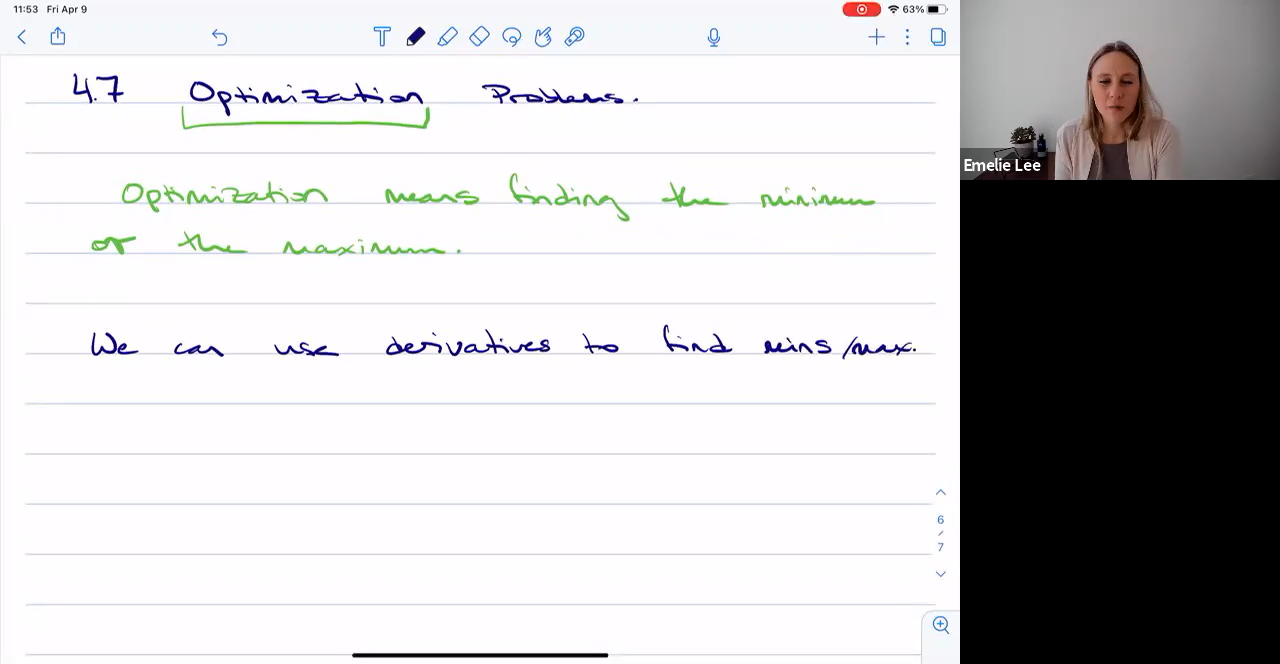 11:53 Fri Apr 9
63%
T
4.7 Optimization Problems.
Optimization means finding the minimum
or the maximum.
We can use derivatives to find mins/max.
6
/
7
Emelie Lee